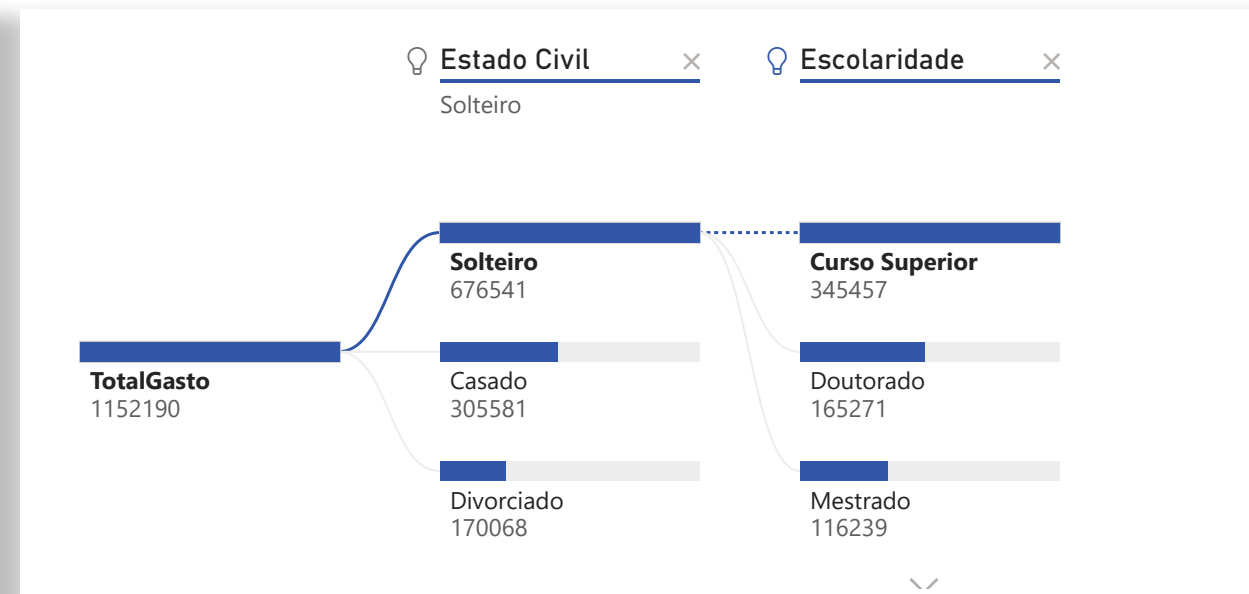 Estado Civil
Solteiro
Escolaridade
TotalGasto
1152190
Solteiro
676541
Casado
305581
Divorciado
170068
Curso Superior
345457
Doutorado
165271
Mestrado
116239